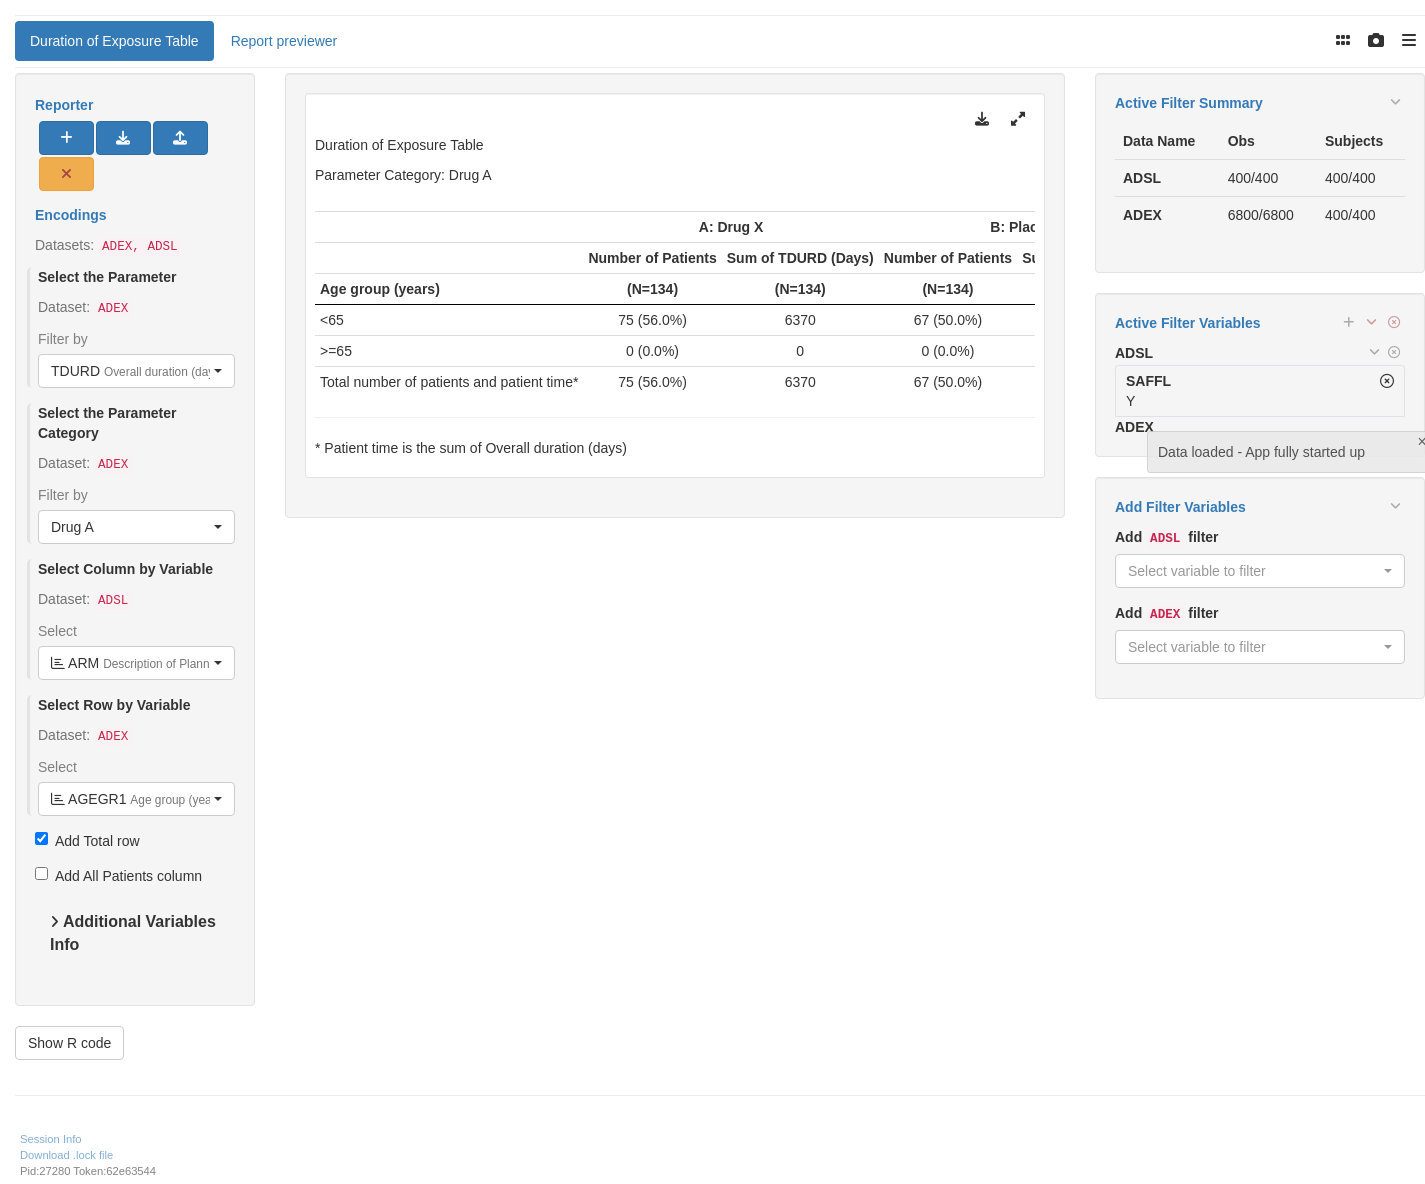 Duration of Exposure Table
Report previewer
Reporter
Encodings
Datasets: ADEX, ADSL
Select the Parameter
Dataset: ADEX
Filter by
TDURD Overall duration (day
Select the Parameter
Category
Dataset: ADEX
Filter by
Drug A
Select Column by Variable
Dataset: ADSL
Select
ARM Description of Plann
Select Row by Variable
Dataset: ADEX
Select
AGEGR1 Age group (yea
Add Total row
Add All Patients column
Additional Variables
Info
Show R code
Duration of Exposure Table
Parameter Category: Drug A
A: Drug X B: Plac
Number of Patients Sum of TDURD (Days) Number of Patients Su
Age group (years) (N=134) (N=134) (N=134)
<65 75 (56.0%) 6370 67 (50.0%)
>=65 0 (0.0%) 0 0 (0.0%)
Total number of patients and patient time* 75 (56.0%) 6370 67 (50.0%)
* Patient time is the sum of Overall duration (days)
Active Filter Summary
Data Name Obs Subjects
ADSL 400/400 400/400
ADEX 6800/6800 400/400
Active Filter Variables
ADSL
SAFFL
Y
ADEX
Data loaded - App fully started up
Add Filter Variables
Add ADSL filter
Select variable to filter
Add ADEX filter
Select variable to filter
Session Info
Download .lock file
Pid:27280 Token:62e63544